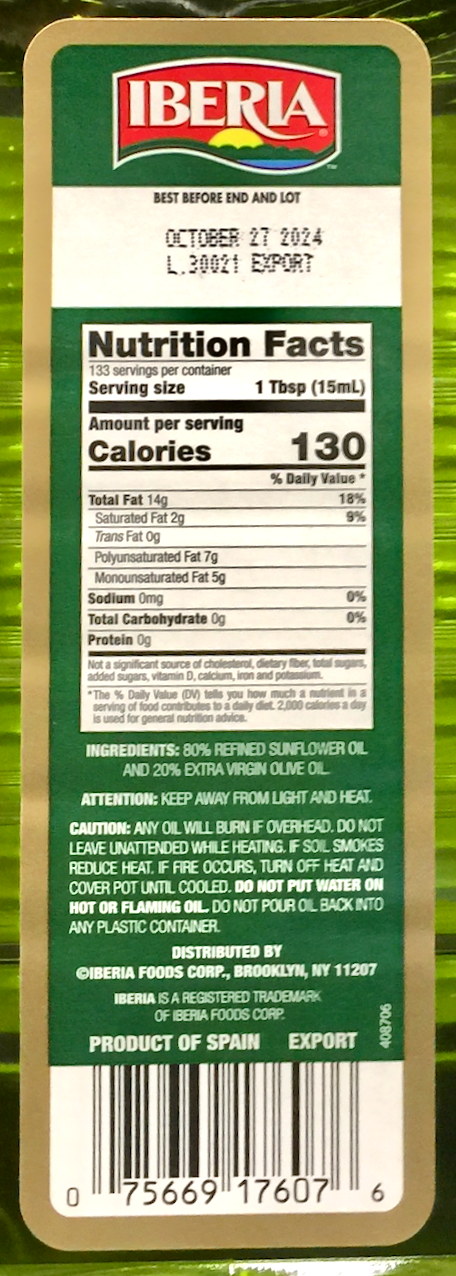 IBERIA
®
™
BEST BEFORE END AND LOT
OCTOBER 27 2024
L.30021 EXPORT
Nutrition Facts
133 servings per container
Serving size 1 Tbsp (15mL)
Amount per serving
Calories 130
% Daily Value *
Total Fat 14g 18%
Saturated Fat 2g 9%
Trans Fat 0g
Polyunsaturated Fat 7g
Monounsaturated Fat 5g
Sodium 0mg 0%
Total Carbohydrate 0g 0%
Protein 0g
Not a significant source of cholesterol, dietary fiber, total sugars,
added sugars, vitamin D, calcium, iron and potassium.
*The % Daily Value (DV) tells you how much a nutrient in a
serving of food contributes to a daily diet. 2,000 calories a day
is used for general nutrition advice.
INGREDIENTS: 80% REFINED SUNFLOWER OIL
AND 20% EXTRA VIRGIN OLIVE OIL.
ATTENTION: KEEP AWAY FROM LIGHT AND HEAT.
CAUTION: ANY OIL WILL BURN IF OVERHEAD. DO NOT
LEAVE UNATTENDED WHILE HEATING. IF SOIL SMOKES
REDUCE HEAT. IF FIRE OCCURS, TURN OFF HEAT AND
COVER POT UNTIL COOLED. DO NOT PUT WATER ON
HOT OR FLAMING OIL. DO NOT POUR OIL BACK INTO
ANY PLASTIC CONTAINER.
DISTRIBUTED BY
©IBERIA FOODS CORP., BROOKLYN, NY 11207
IBERIA IS A REGISTERED TRADEMARK
OF IBERIA FOODS CORP.
PRODUCT OF SPAIN EXPORT
408706
0 75669 17607 6